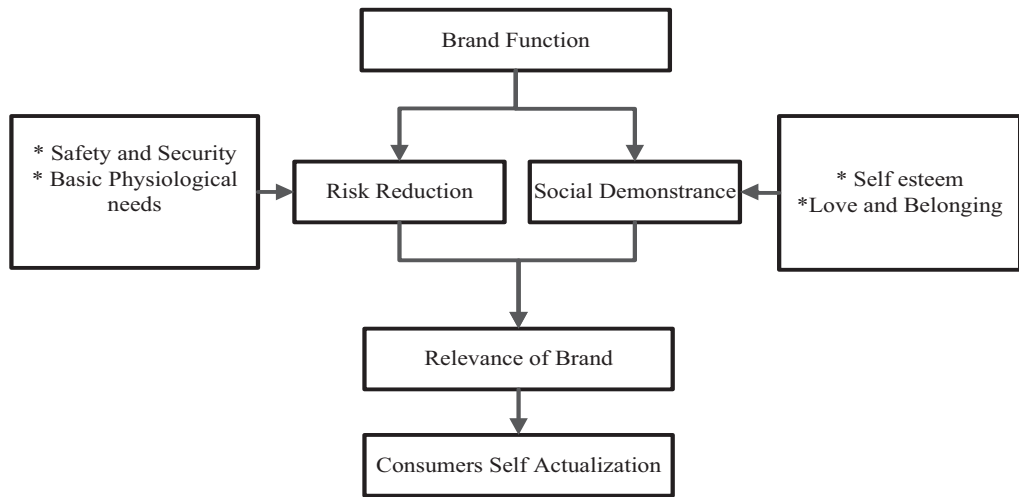 Brand Function
* Safety and Security
* Basic Physiological
needs
Risk Reduction
Social Demonstrance
* Self esteem
*Love and Belonging
Relevance of Brand
Consumers Self Actualization